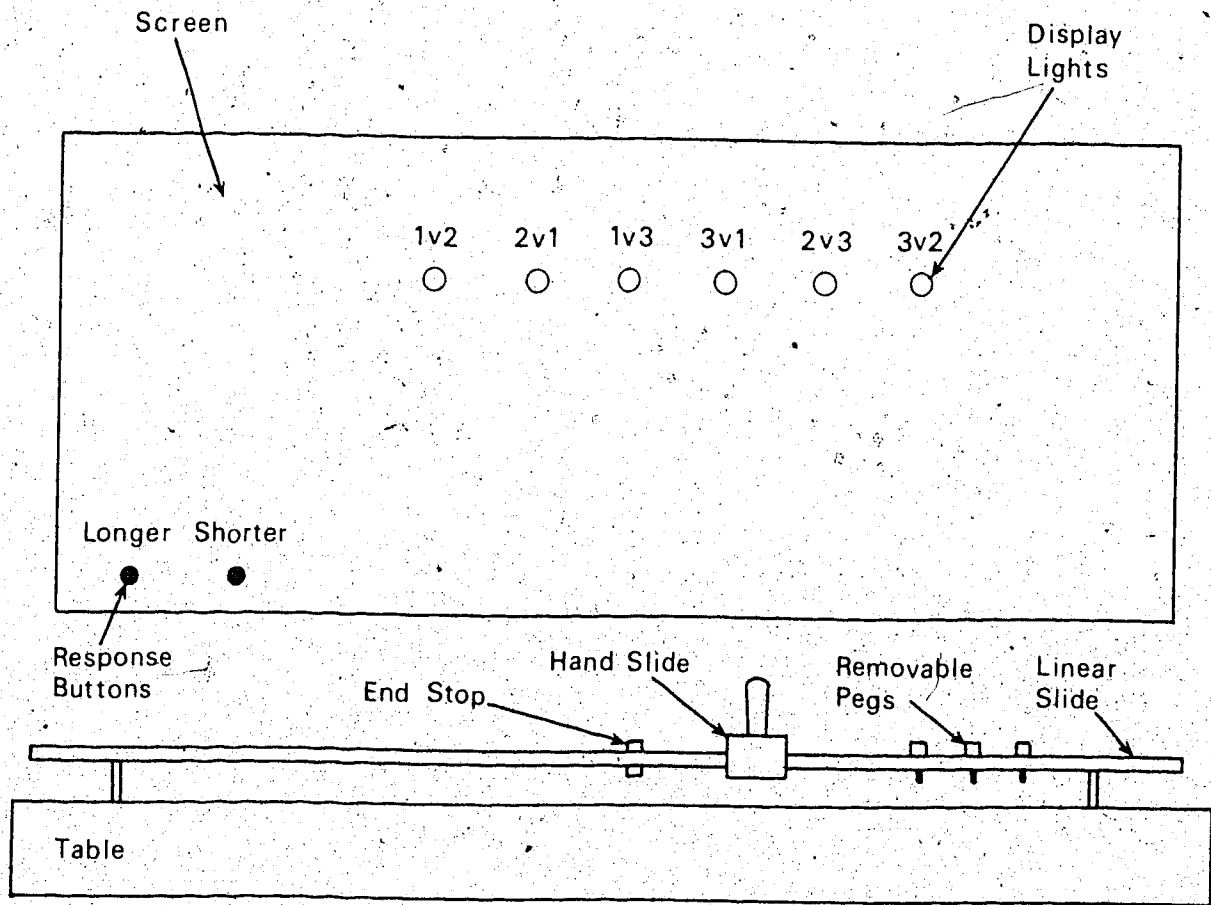 Screen
Display
Lights
1v2 2v1 1v3 3v1 2v3 3v2
Longer Shorter
Response
Buttons
End Stop
Hand Slide
Removable
Pegs
Linear
Slide
Table